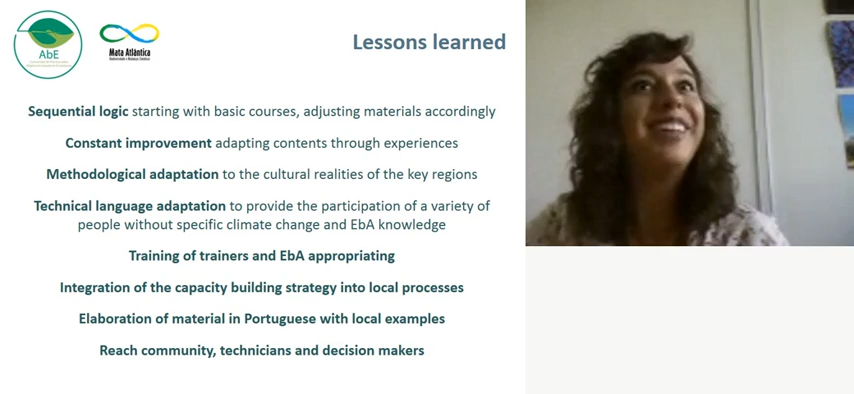 AbE
Mata Atlântica
Lessons learned
Sequential logic starting with basic courses, adjusting materials accordingly
Constant improvement adapting contents through experiences
Methodological adaptation to the cultural realities of the key regions
Technical language adaptation to provide the participation of a variety of
people without specific climate change and EbA knowledge
Training of trainers and EbA appropriating
Integration of the capacity building strategy into local processes
Elaboration of material in Portuguese with local examples
Reach community, technicians and decision makers